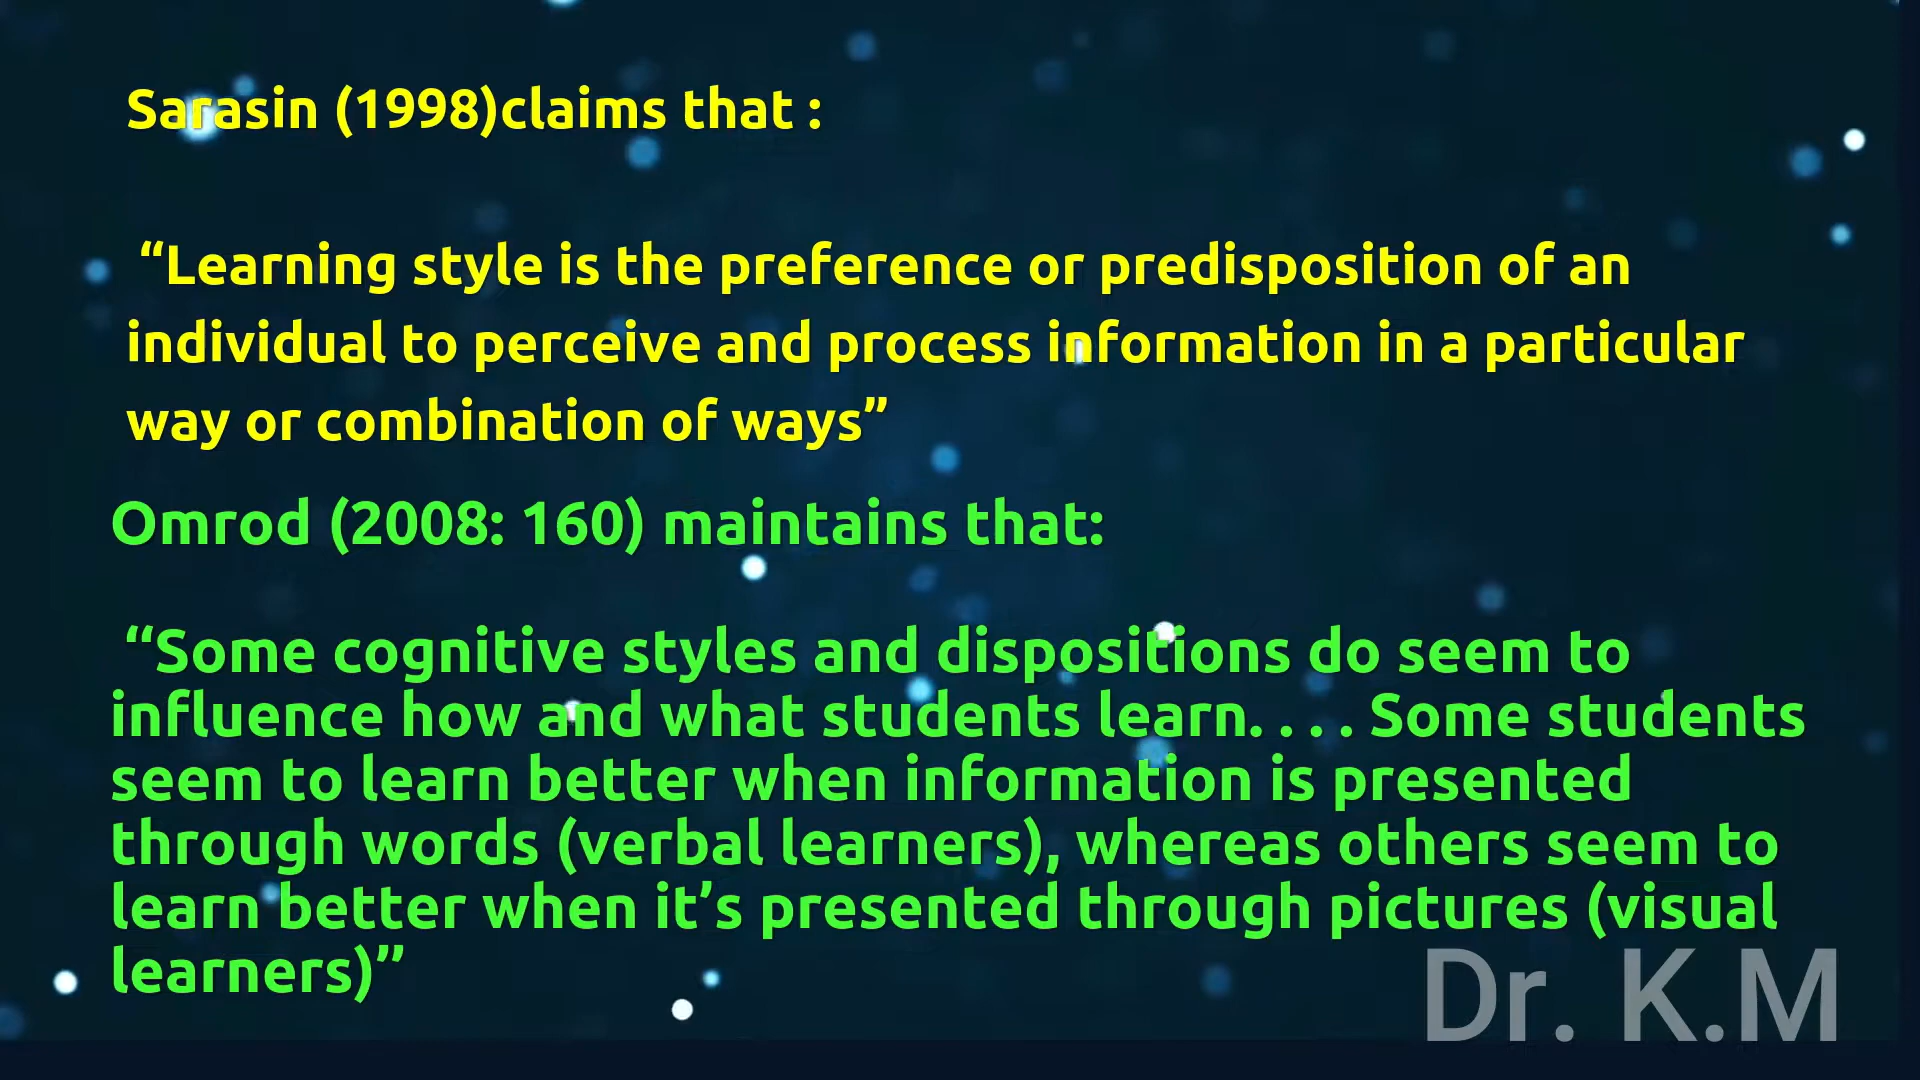 Sarasin (1998)claims that :
“Learning style is the preference or predisposition of an
individual to perceive and process information in a particular
way or combination of ways”
Omrod (2008: 160) maintains that:
“Some cognitive styles and dispositions do seem to
influence how and what students learn. . . . Some students
seem to learn better when information is presented
through words (verbal learners), whereas others seem to
learn better when it’s presented through pictures (visual
learners)”
Dr. K.M